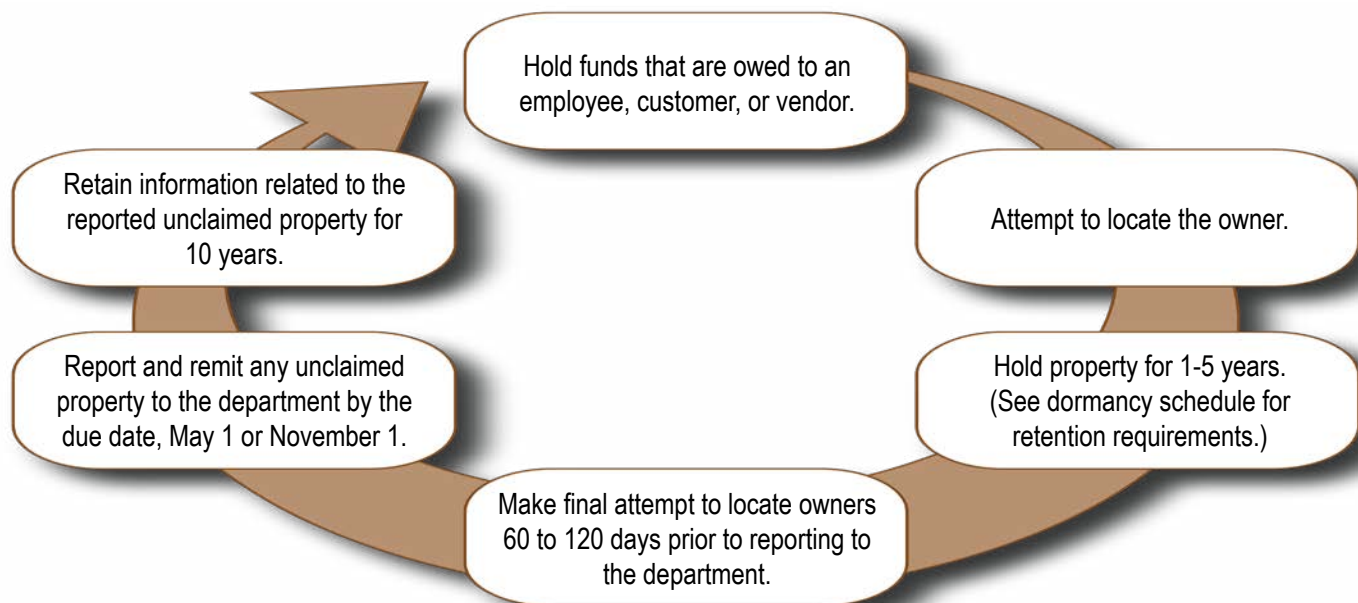 Hold funds that are owed to an
employee, customer, or vendor.
Attempt to locate the owner.
Hold property for 1-5 years.
(See dormancy schedule for
retention requirements.)
Make final attempt to locate owners
60 to 120 days prior to reporting to
the department.
Report and remit any unclaimed
property to the department by the
due date, May 1 or November 1.
Retain information related to the
reported unclaimed property for
10 years.